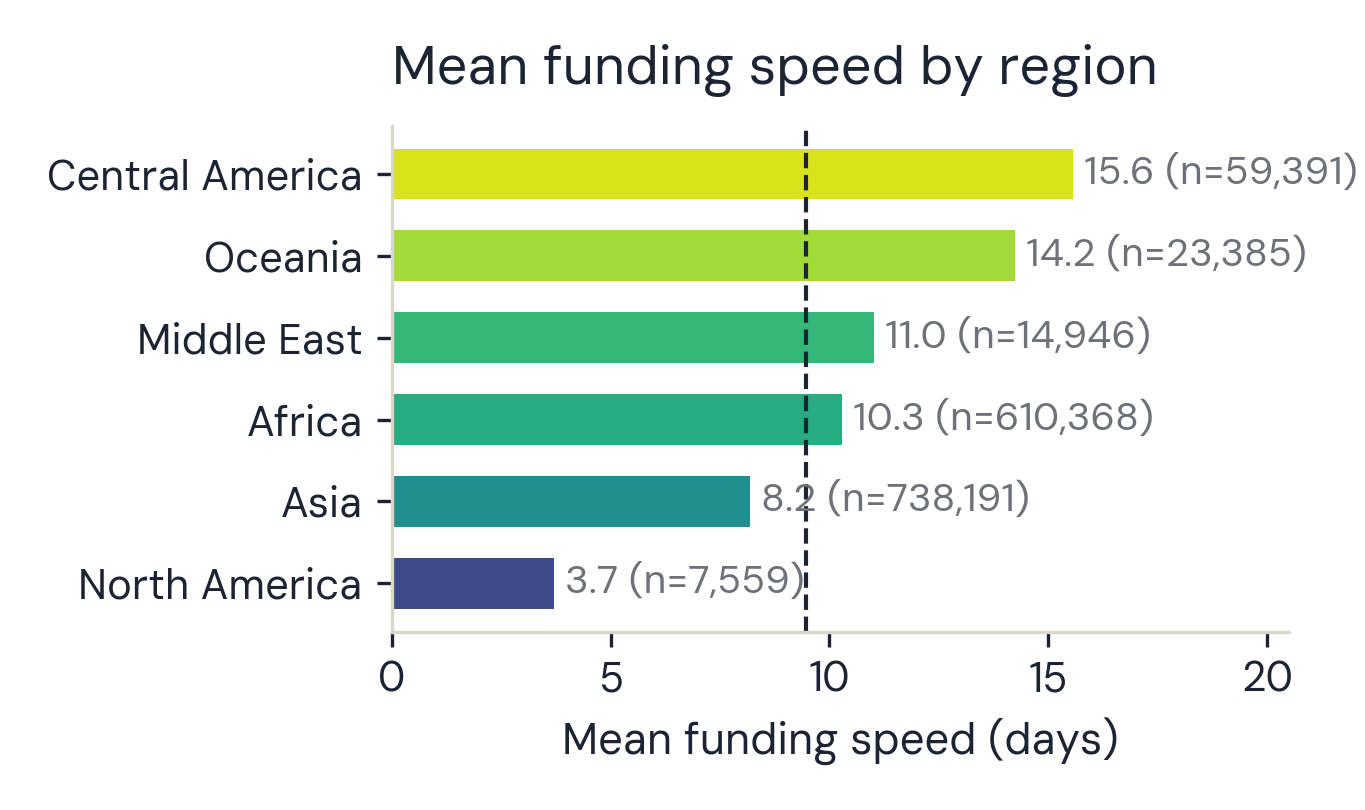 Mean funding speed by region
Central America 15.6 (n=59,391)
Oceania 14.2 (n=23,385)
Middle East 11.0 (n=14,946)
Africa 10.3 (n=610,368)
Asia 8.2 (n=738,191)
North America 3.7 (n=7,559)
0 5 10 15 20
Mean funding speed (days)